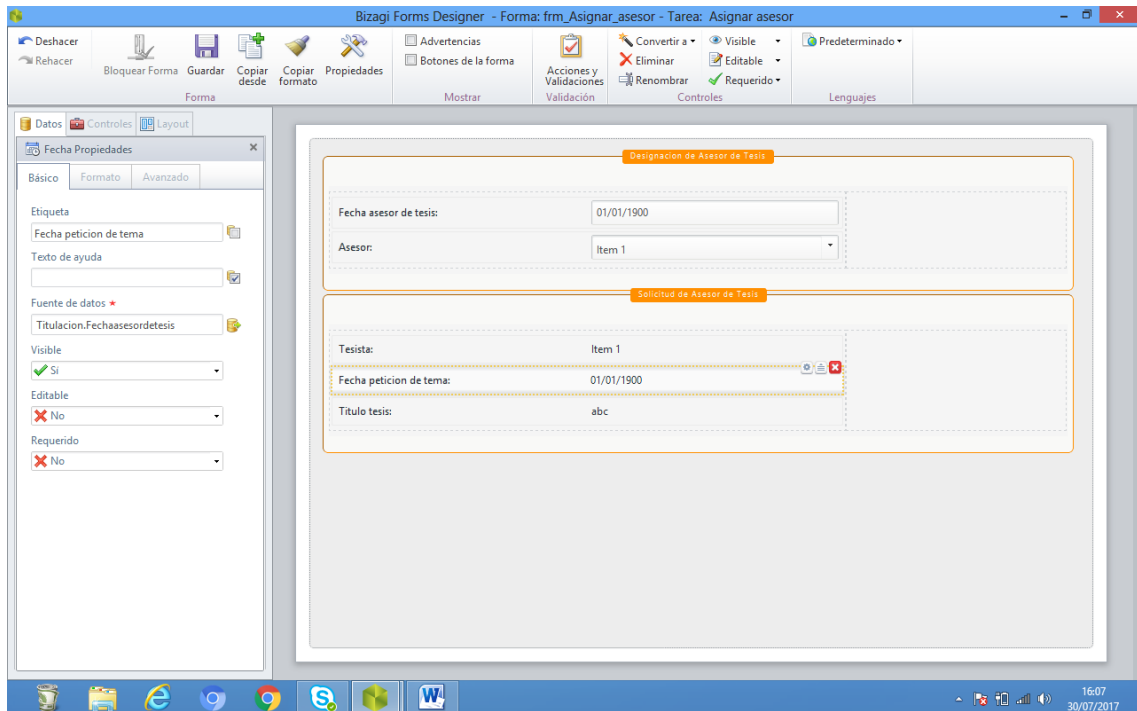 Bizagi Forms Designer - Forma: frm_Asignar_asesor - Tarea: Asignar asesor
Deshacer
Rehacer
Bloquear Forma
Guardar
Copiar desde
Copiar formato
Propiedades
Forma
Advertencias
Botones de la forma
Mostrar
Acciones y Validaciones
Validación
Convertir a
Eliminar
Renombrar
Visible
Editable
Requerido
Controles
Predeterminado
Lenguajes
Datos Controles Layout
Fecha Propiedades
Básico Formato Avanzado
Etiqueta
Fecha peticion de tema
Texto de ayuda
Fuente de datos *
Titulacion.Fechaasesordetesis
Visible
Sí
Editable
No
Requerido
No
Designacion de Asesor de Tesis
Fecha asesor de tesis: 01/01/1900
Asesor: Item 1
Solicitud de Asesor de Tesis
Tesista: Item 1
Fecha peticion de tema: 01/01/1900
Titulo tesis: abc
16:07
30/07/2017